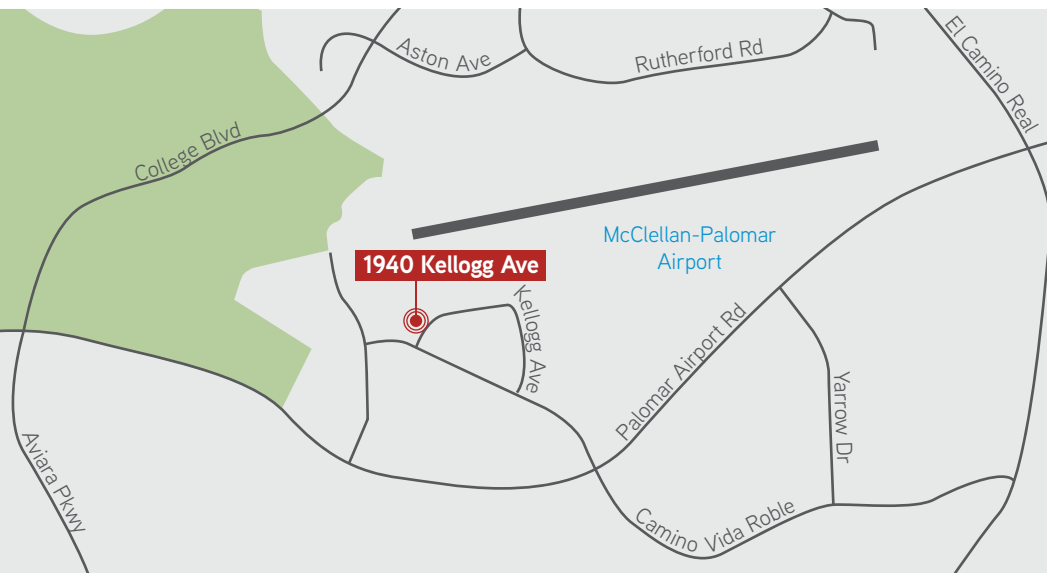 El Camino Real
Aston Ave
Rutherford Rd
College Blvd
McClellan-Palomar
Airport
1940 Kellogg Ave
Kellogg Ave
Palomar Airport Rd
Yarrow Dr
Aviara Pkwy
Camino Vida Roble